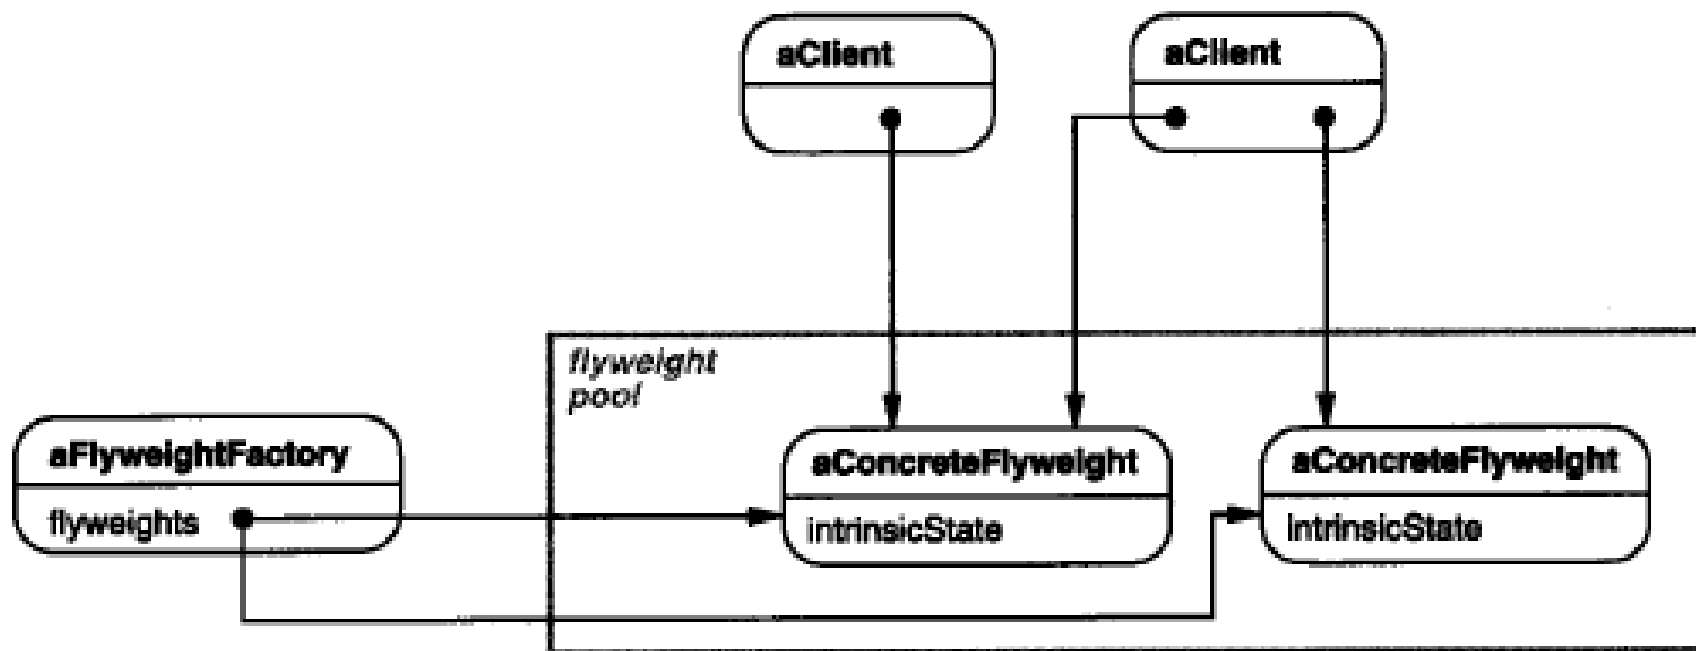 aClient
aClient
flyweight
pool
aFlyweightFactory
flyweights
aConcreteFlyweight
intrinsicState
aConcreteFlyweight
intrinsicState